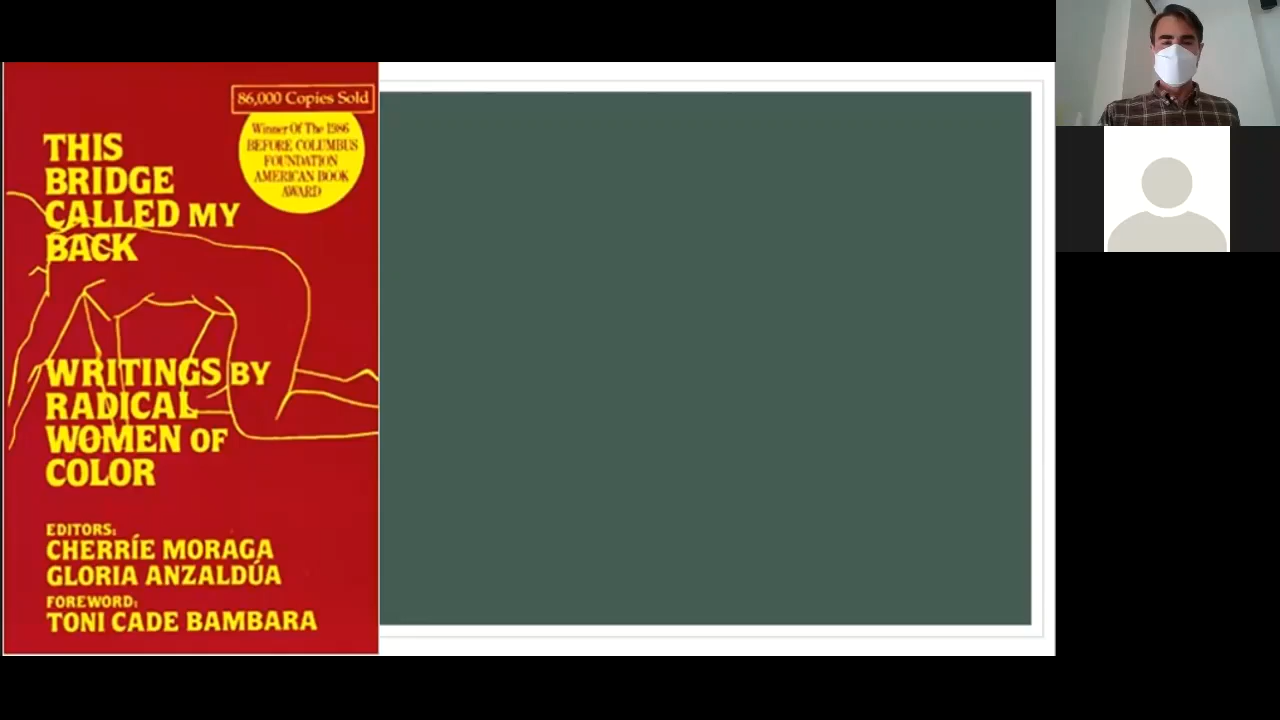 86,000 Copies Sold
Winner Of The 1986
BEFORE COLUMBUS
FOUNDATION
AMERICAN BOOK
AWARD
THIS
BRIDGE
CALLED MY
BACK
WRITINGS BY
RADICAL
WOMEN OF
COLOR
EDITORS:
CHERRÍE MORAGA
GLORIA ANZALDÚA
FOREWORD:
TONI CADE BAMBARA